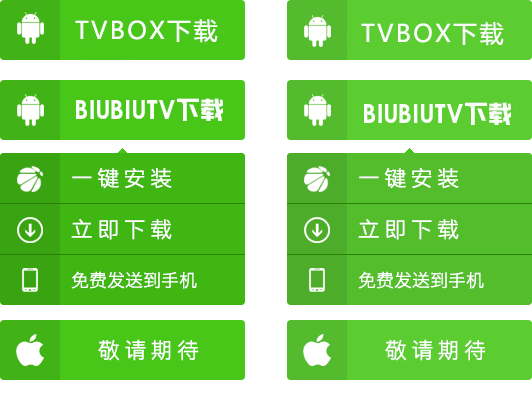 TVBOX下载
BIUBIUTV下载
一键安装
立即下载
免费发送到手机
敬请期待
TVBOX下载
BIUBIUTV下载
一键安装
立即下载
免费发送到手机
敬请期待